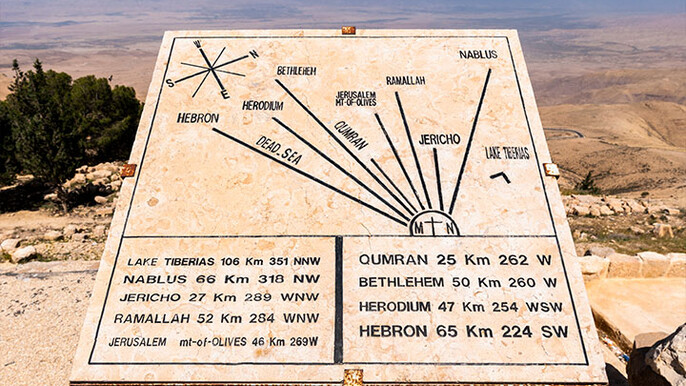 W
N
S
E
NABLUS
BETHLEHEM
RAMALLAH
JERUSALEM
MT-OF-OLIVES
HERODIUM
HEBRON
QUMRAN
JERICHO
DEAD SEA
LAKE TIBERIAS
M N
LAKE TIBERIAS 106 Km 351 NNW
NABLUS 66 KM 318 NW
JERICHO 27 KM 289 WNW
RAMALLAH 52 KM 284 WNW
JERUSALEM mt-of-OLIVES 46 KM 269W
QUMRAN 25 Km 262 W
BETHLEHEM 50 Km 260 W
HERODIUM 47 Km 254 WSW
HEBRON 65 Km 224 SW